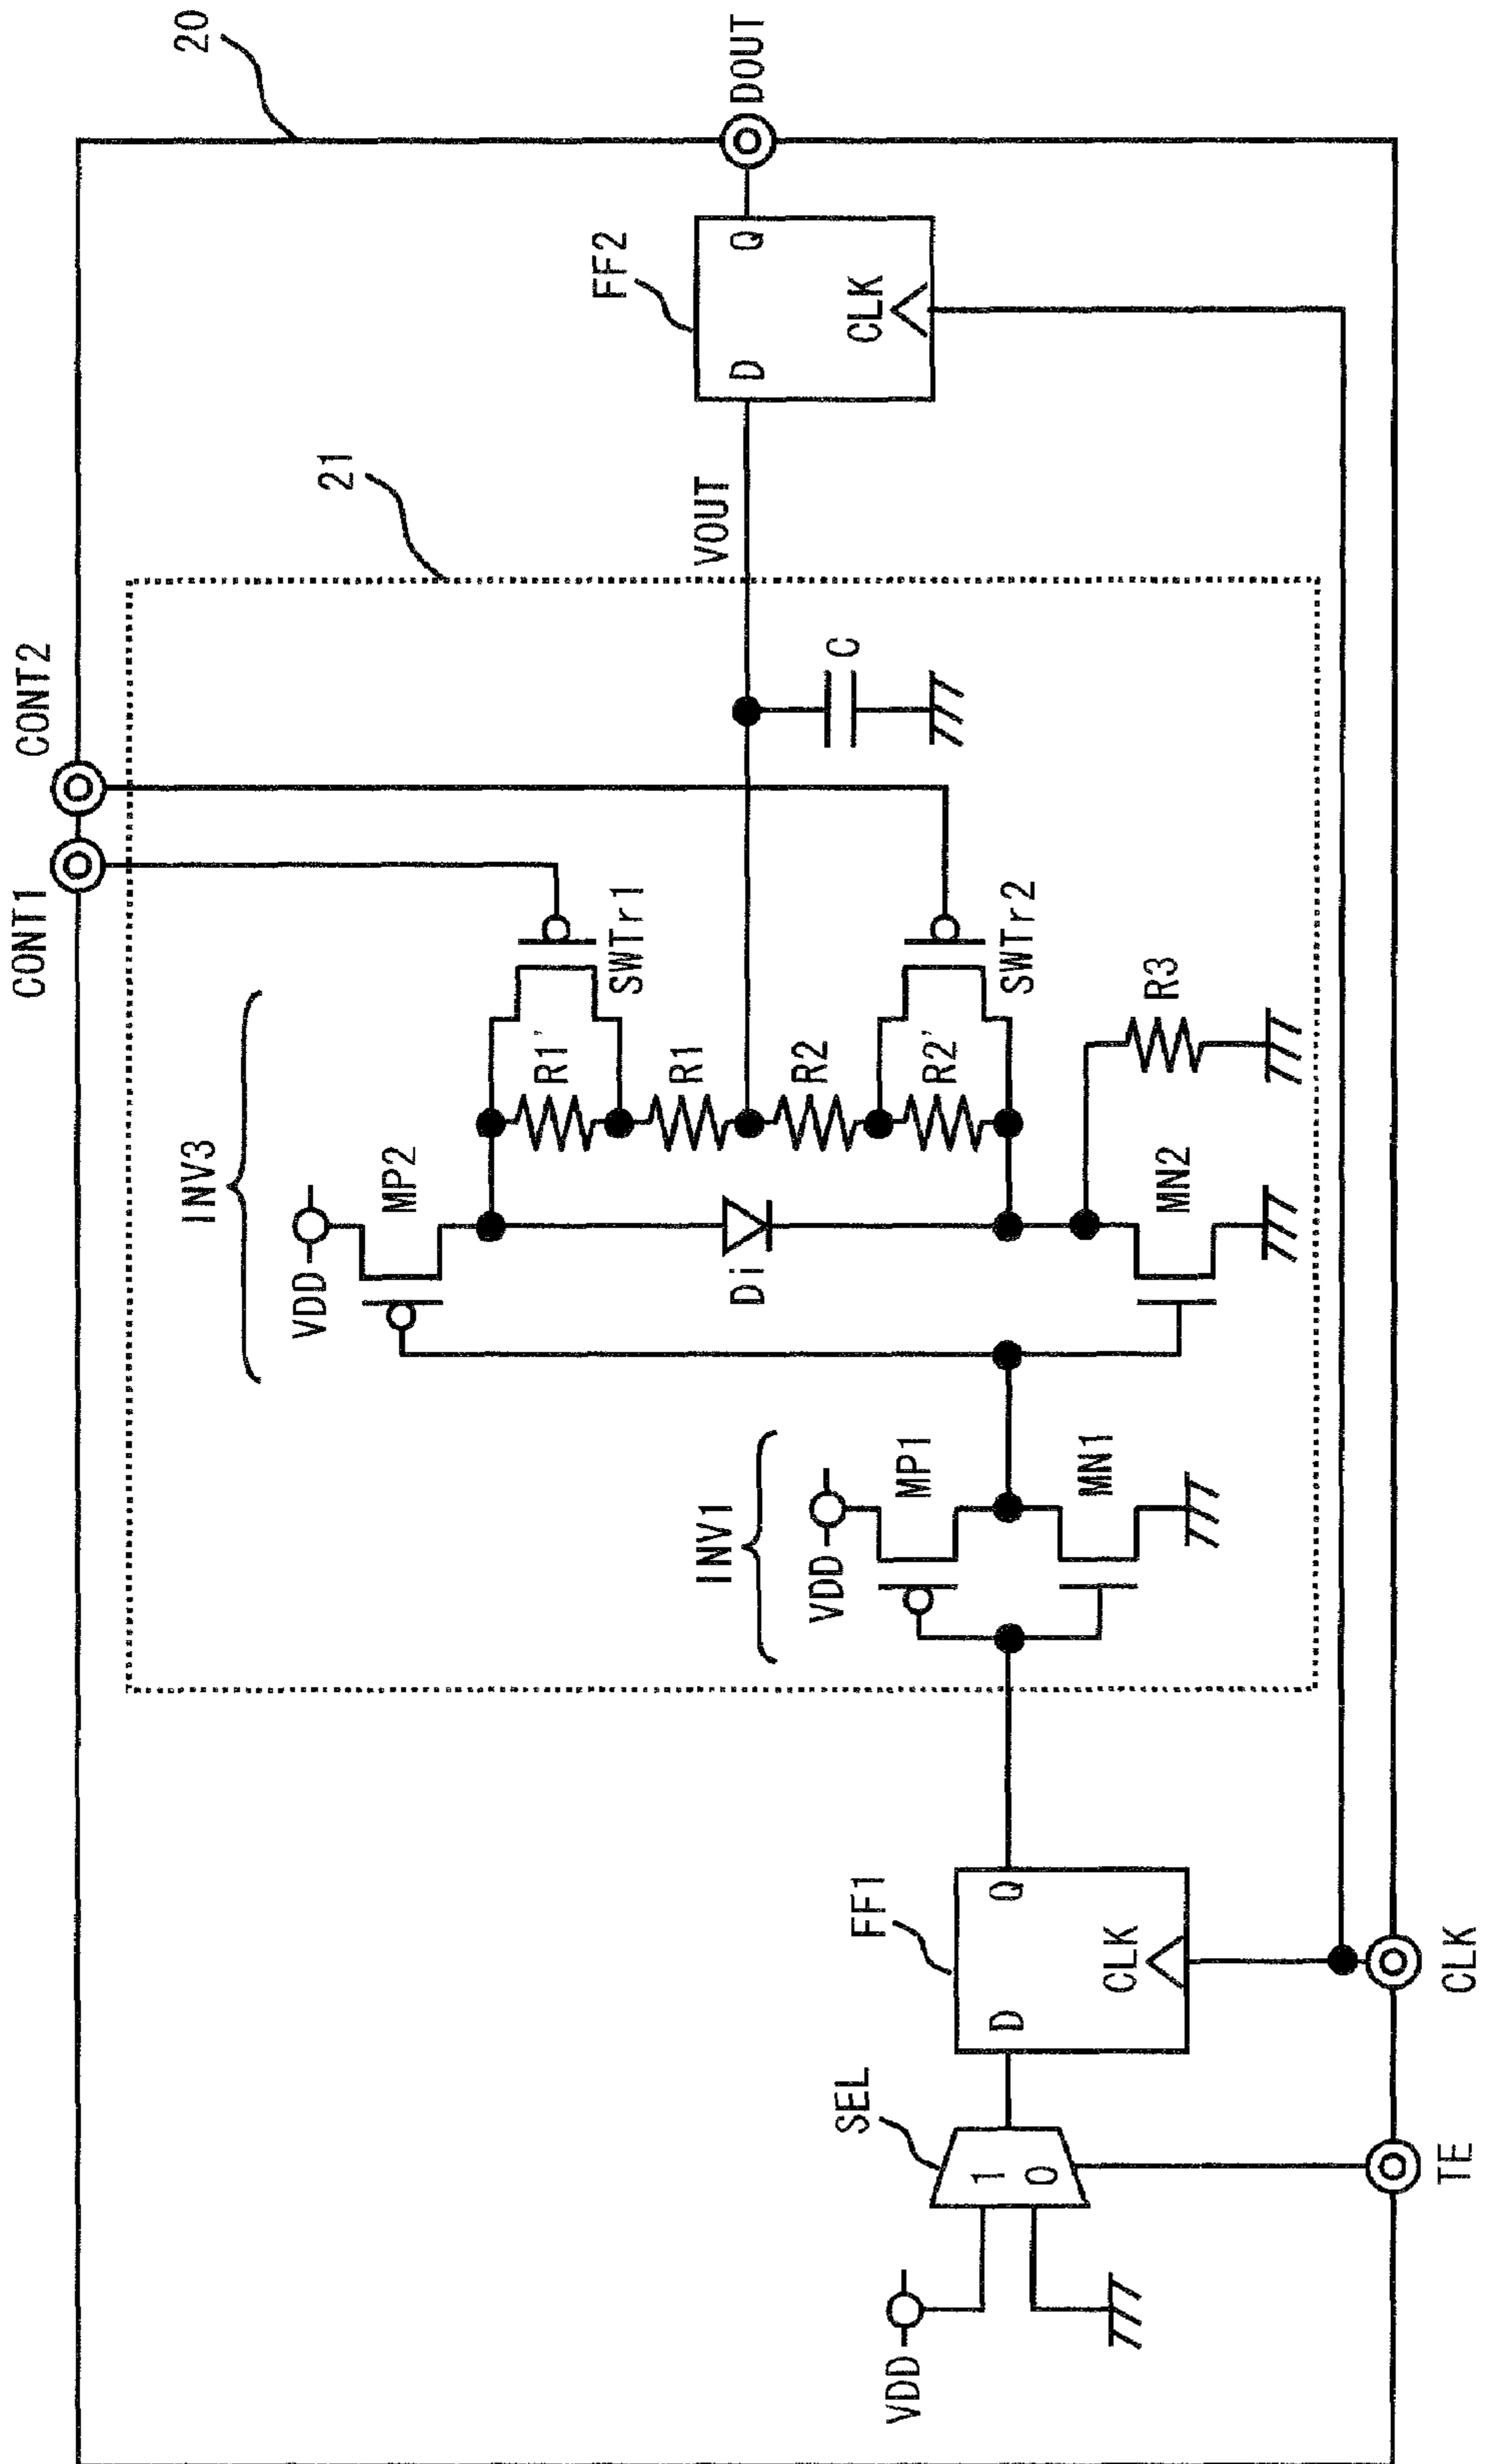 20
CONT1
CONT2
21
INV3
VDD
MP2
R1'
SWTr1
R1
Di
R2
R2'
SWTr2
MN2
R3
C
VOUT
INV1
VDD
MP1
MN1
FF2
D
Q
CLK
DOUT
SEL
VDD
1
0
FF1
D
Q
CLK
TE
CLK